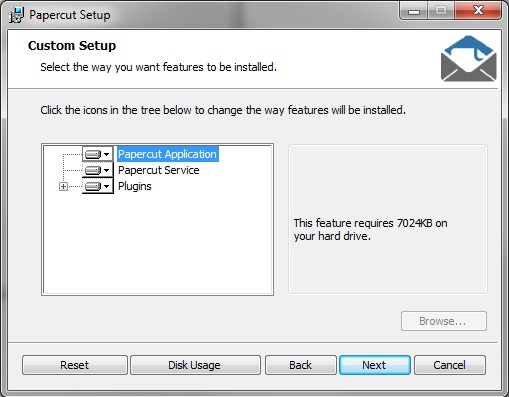 Papercut Setup
Custom Setup
Select the way you want features to be installed.
Click the icons in the tree below to change the way features will be installed.
Papercut Application
Papercut Service
Plugins
This feature requires 7024KB on
your hard drive.
Browse...
Reset
Disk Usage
Back
Next
Cancel